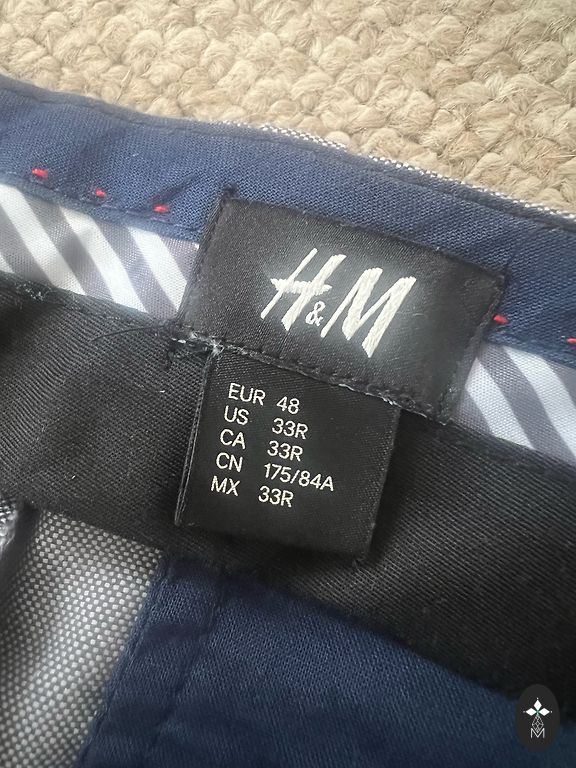 H&M
EUR 48
US 33R
CA 33R
CN 175/84A
MX 33R
M